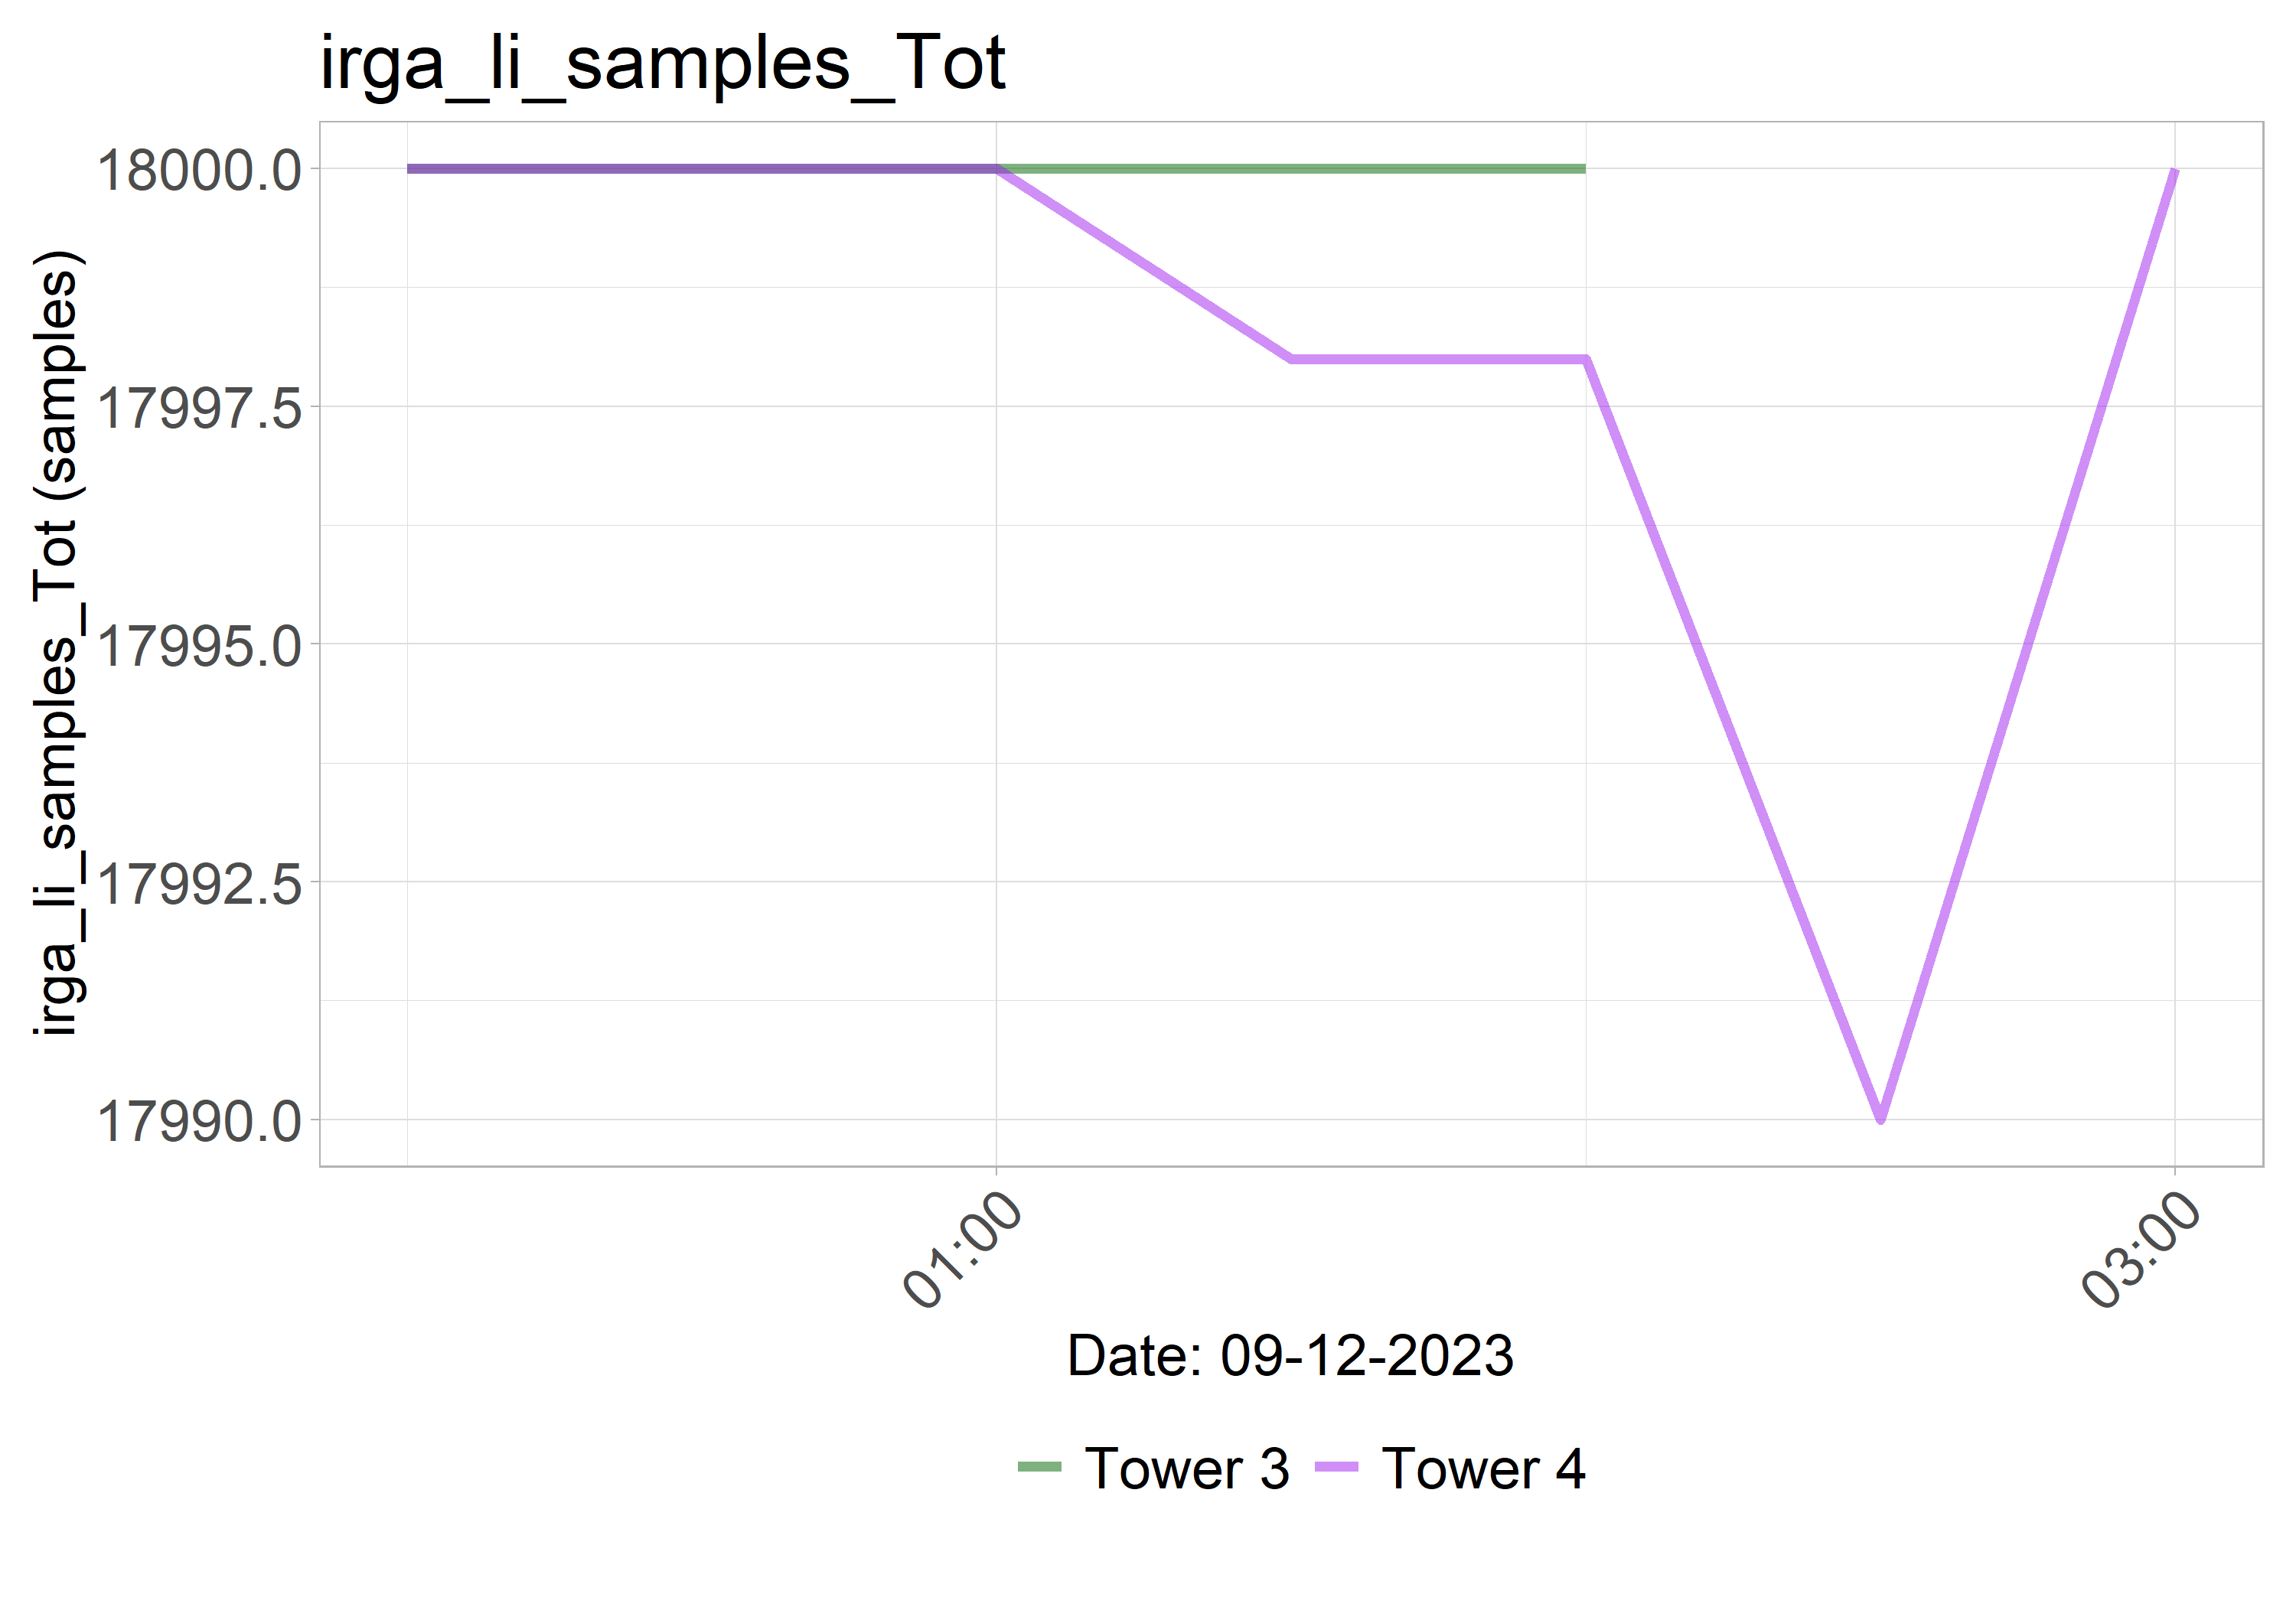 irga_li_samples_Tot
irga_li_samples_Tot (samples)
18000.0
17997.5
17995.0
17992.5
17990.0
01:00
03:00
Date: 09-12-2023
Tower 3
Tower 4